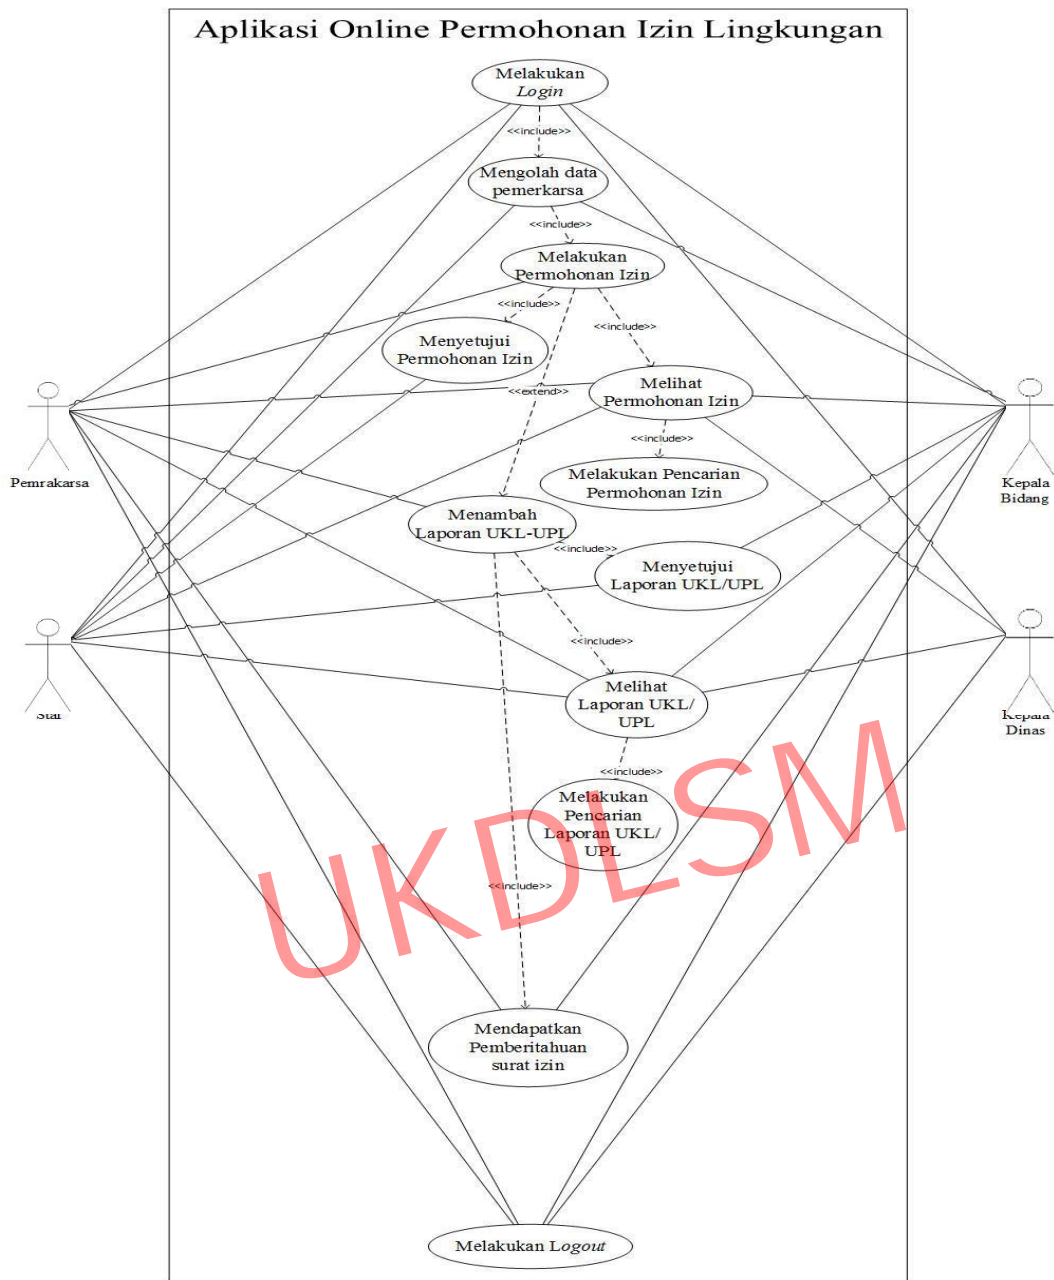 Aplikasi Online Permohonan Izin Lingkungan
Melakukan
Login
<<include>>
Mengolah data
pemerkarsa
<<include>>
Melakukan
Permohonan Izin
<<include>>
<<include>>
Menyetujui
Permohonan Izin
<<extend>>
Melihat
Permohonan Izin
<<include>>
Melakukan Pencarian
Permohonan Izin
Pemrakarsa
Kepala
Bidang
Menambah
Laporan UKL-UPL
<<include>>
Menyetujui
Laporan UKL/UPL
<<include>>
Melihat
Laporan UKL/
UPL
Kepala
Dinas
<<include>>
Melakukan
Pencarian
Laporan UKL/
UPL
UKDLSM
<<include>>
Mendapatkan
Pemberitahuan
surat izin
Melakukan Logout